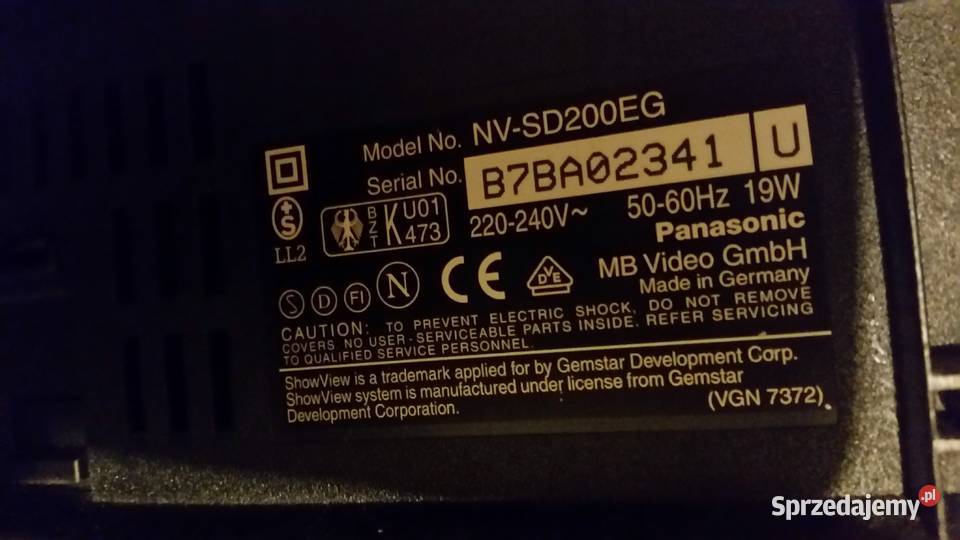 Model No. NV-SD200EG
Serial No. B7BA02341 U
220-240V~ 50-60Hz 19W
Panasonic
LL2
BZT K U01 473
MB Video GmbH
Made in Germany
S D FI N CE VDE
CAUTION: TO PREVENT ELECTRIC SHOCK, DO NOT REMOVE
COVERS NO USER-SERVICEABLE PARTS INSIDE. REFER SERVICING
TO QUALIFIED SERVICE PERSONNEL.
ShowView is a trademark applied for by Gemstar Development Corp.
ShowView system is manufactured under license from Gemstar
Development Corporation.
(VGN 7372)
Sprzedajemy.pl